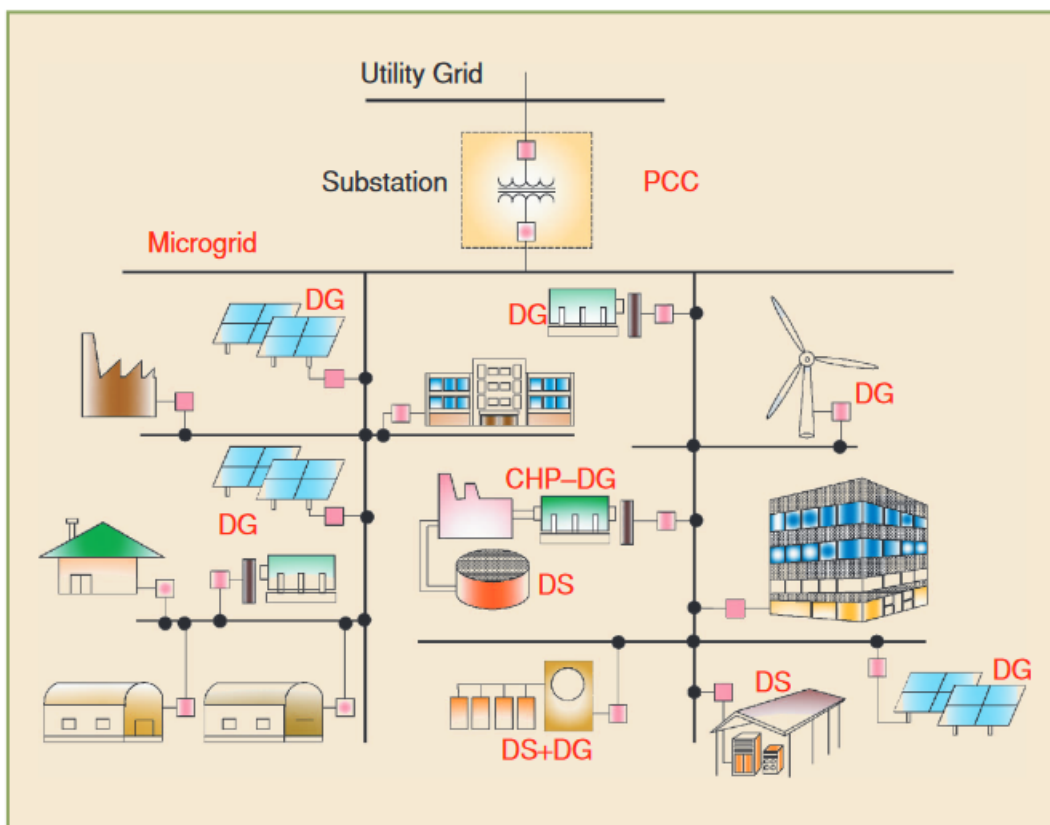 Utility Grid
Substation
PCC
Microgrid
DG
DG
DG
CHP–DG
DG
DS
DS
DG
DS+DG